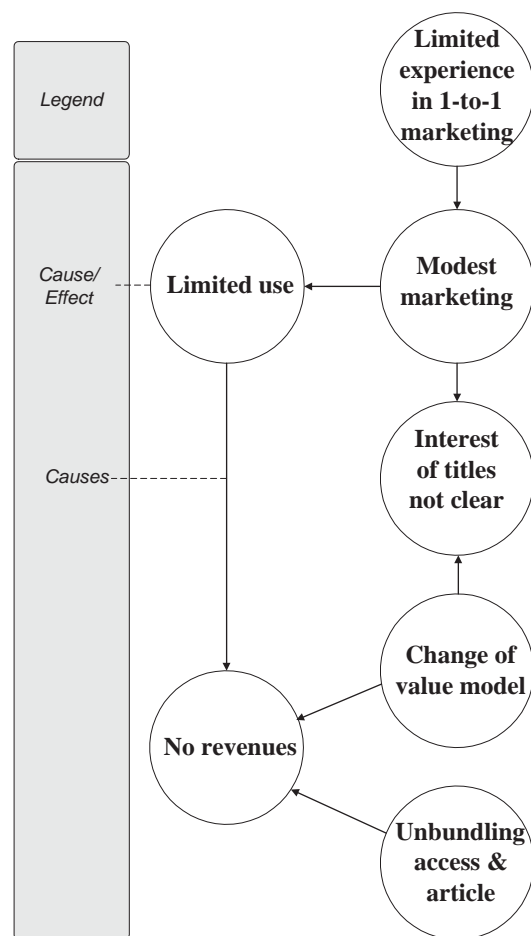 Legend
Limited
experience
in 1-to-1
marketing
Cause/
Effect
Limited use
Modest
marketing
Causes
Interest
of titles
not clear
Change of
value model
No revenues
Unbundling
access &
article